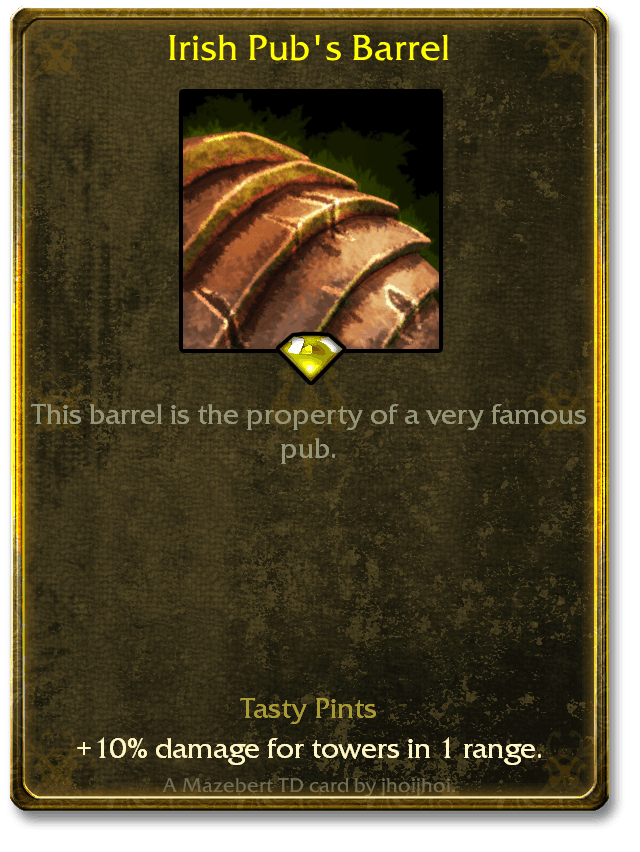 Irish Pub's Barrel
This barrel is the property of a very famous
pub.
Tasty Pints
+10% damage for towers in 1 range.
A Mazebert TD card by jhoijhoi.